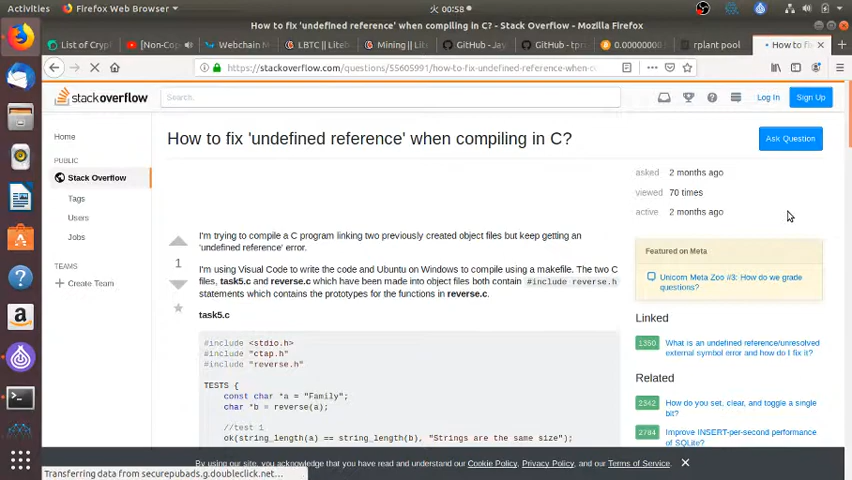 Activities
Firefox Web Browser
火 00:58
How to fix 'undefined reference' when compiling in C? - Stack Overflow - Mozilla Firefox
List of Crypt
[Non-Cop
Webchain M
LBTC || Liteb
Mining || Lite
GitHub - Jay
GitHub - tpr
0.00000000
rplant pool
How to fi
https://stackoverflow.com/questions/55605991/how-to-fix-undefined-reference-when-c
stackoverflow
Search.
Log In
Sign Up
Home
How to fix 'undefined reference' when compiling in C?
Ask Question
PUBLIC
Stack Overflow
Tags
Users
Jobs
TEAMS
Create Team
asked 2 months ago
viewed 70 times
active 2 months ago
1
I'm trying to compile a C program linking two previously created object files but keep getting an
'undefined reference' error.
I'm using Visual Code to write the code and Ubuntu on Windows to compile using a makefile. The two C
files, task5.c and reverse.c which have been made into object files both contain #include reverse.h
statements which contains the prototypes for the functions in reverse.c.
task5.c
#include <stdio.h>
#include "ctap.h"
#include "reverse.h"
TESTS {
const char *a = "Family";
char *b = reverse(a);
//test 1
ok(string_length(a) == string_length(b), "Strings are the same size");
Featured on Meta
Unicorn Meta Zoo #3: How do we grade
questions?
Linked
1350 What is an undefined reference/unresolved
external symbol error and how do I fix it?
Related
2342 How do you set, clear, and toggle a single
bit?
2784 Improve INSERT-per-second performance
of SQLite?
By using our site, you acknowledge that you have read and understand our Cookie Policy, Privacy Policy, and our Terms of Service.
Transferring data from securepubads.g.doubleclick.net...